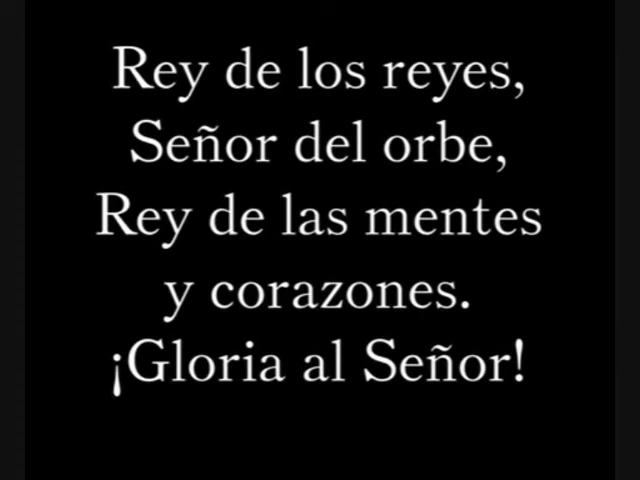 Rey de los reyes,
Señor del orbe,
Rey de las mentes
y corazones.
¡Gloria al Señor!